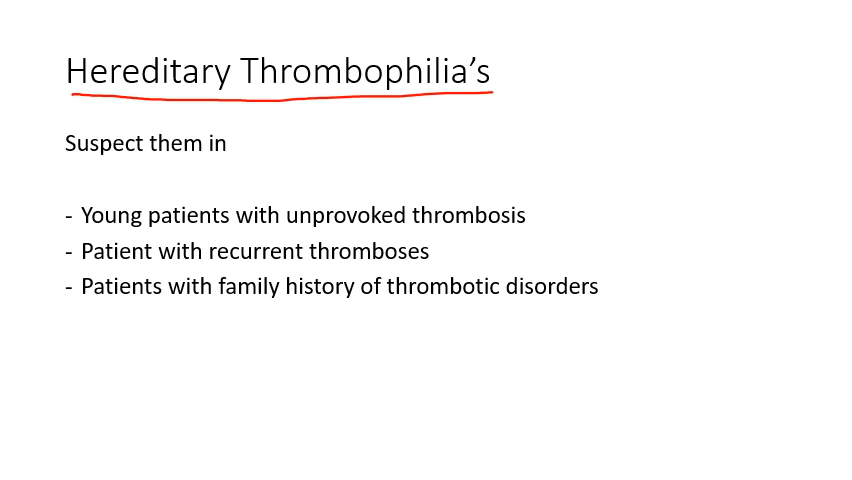 Hereditary Thrombophilia’s
Suspect them in
- Young patients with unprovoked thrombosis
- Patient with recurrent thromboses
- Patients with family history of thrombotic disorders